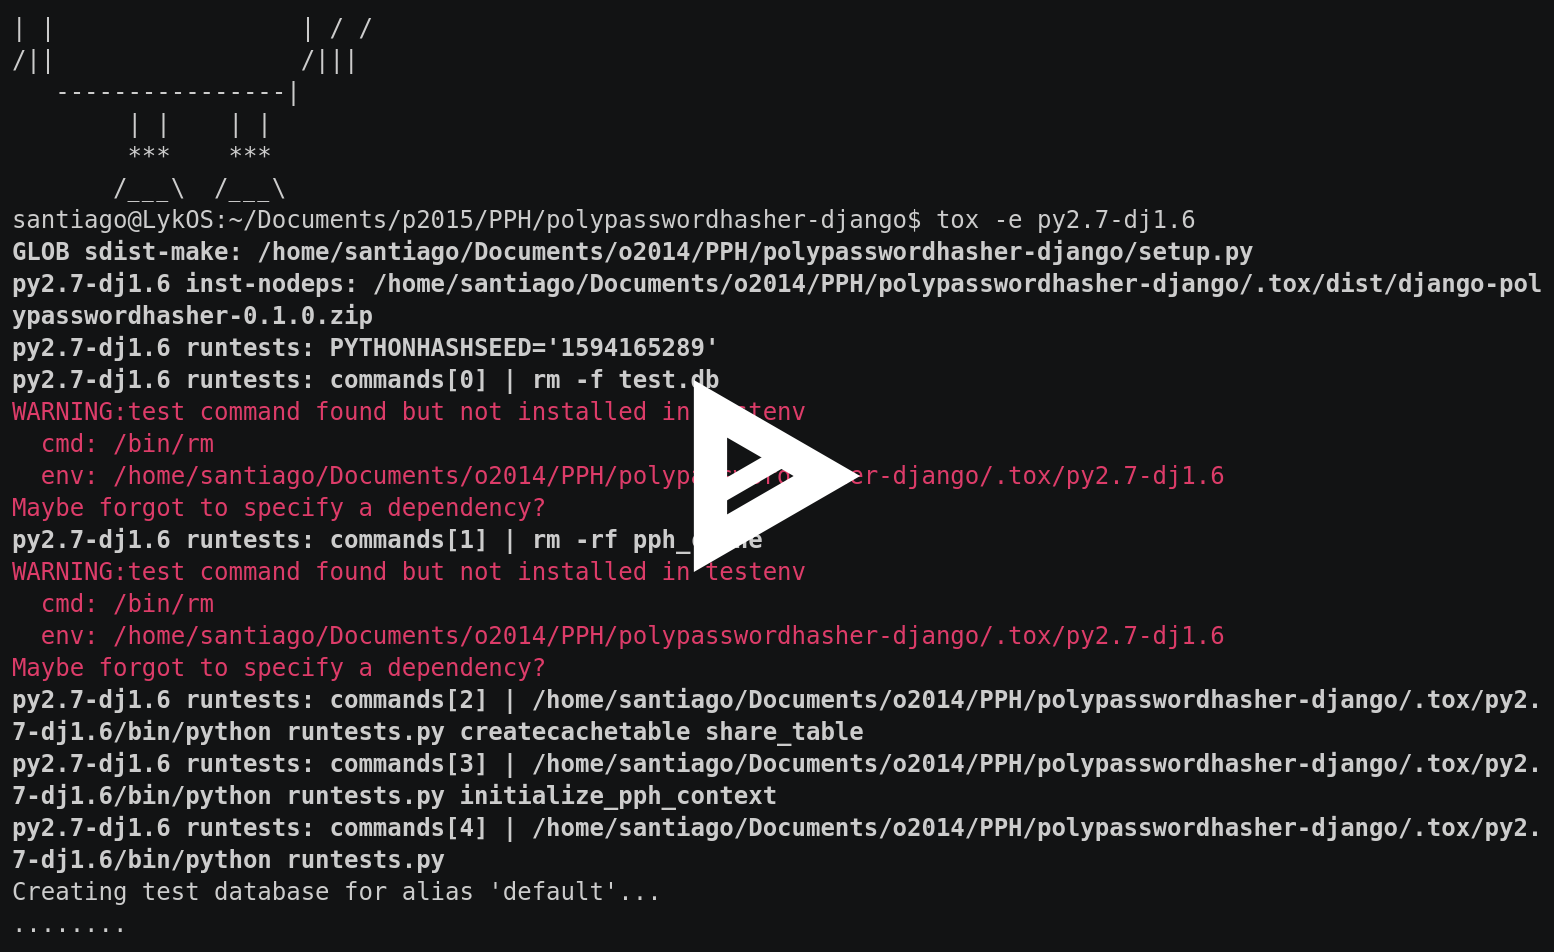 | |                 | / /
/||                 /|||
   ----------------|
        | |    | |
        ***    ***
       /___\  /___\
santiago@LykOS:~/Documents/p2015/PPH/polypasswordhasher-django$ tox -e py2.7-dj1.6
GLOB sdist-make: /home/santiago/Documents/o2014/PPH/polypasswordhasher-django/setup.py
py2.7-dj1.6 inst-nodeps: /home/santiago/Documents/o2014/PPH/polypasswordhasher-django/.tox/dist/django-pol
ypasswordhasher-0.1.0.zip
py2.7-dj1.6 runtests: PYTHONHASHSEED='1594165289'
py2.7-dj1.6 runtests: commands[0] | rm -f test.db
WARNING:test command found but not installed in testenv
  cmd: /bin/rm
  env: /home/santiago/Documents/o2014/PPH/polypasswordhasher-django/.tox/py2.7-dj1.6
Maybe forgot to specify a dependency?
py2.7-dj1.6 runtests: commands[1] | rm -rf
WARNING:test command found but not installed in testenv
  cmd: /bin/rm
  env: /home/santiago/Documents/o2014/PPH/polypasswordhasher-django/.tox/py2.7-dj1.6
Maybe forgot to specify a dependency?
py2.7-dj1.6 runtests: commands[2] | /home/santiago/Documents/o2014/PPH/polypasswordhasher-django/.tox/py2.
7-dj1.6/bin/python runtests.py createcachetable share_table
py2.7-dj1.6 runtests: commands[3] | /home/santiago/Documents/o2014/PPH/polypasswordhasher-django/.tox/py2.
7-dj1.6/bin/python runtests.py initialize_pph_context
py2.7-dj1.6 runtests: commands[4] | /home/santiago/Documents/o2014/PPH/polypasswordhasher-django/.tox/py2.
7-dj1.6/bin/python runtests.py
Creating test database for alias 'default'...
........